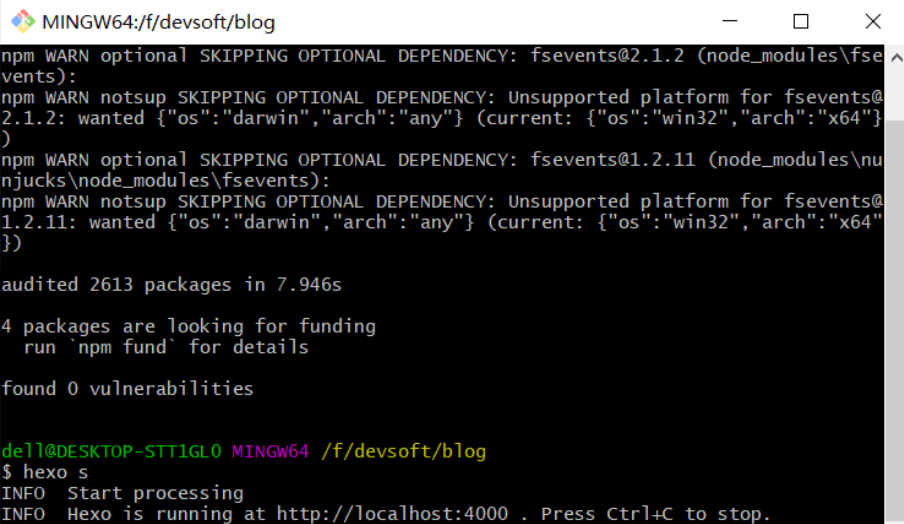 MINGW64:/f/devsoft/blog
npm WARN optional SKIPPING OPTIONAL DEPENDENCY: fsevents@2.1.2 (node_modules\fse
vents):
npm WARN notsup SKIPPING OPTIONAL DEPENDENCY: Unsupported platform for fsevents@
2.1.2: wanted {"os":"darwin","arch":"any"} (current: {"os":"win32","arch":"x64"}
)
npm WARN optional SKIPPING OPTIONAL DEPENDENCY: fsevents@1.2.11 (node_modules\nu
njucks\node_modules\fsevents):
npm WARN notsup SKIPPING OPTIONAL DEPENDENCY: Unsupported platform for fsevents@
1.2.11: wanted {"os":"darwin","arch":"any"} (current: {"os":"win32","arch":"x64"
})
audited 2613 packages in 7.946s
4 packages are looking for funding
  run `npm fund` for details
found 0 vulnerabilities
dell@DESKTOP-STT1GL0 MINGW64 /f/devsoft/blog
$ hexo s
INFO  Start processing
INFO  Hexo is running at http://localhost:4000 . Press Ctrl+C to stop.